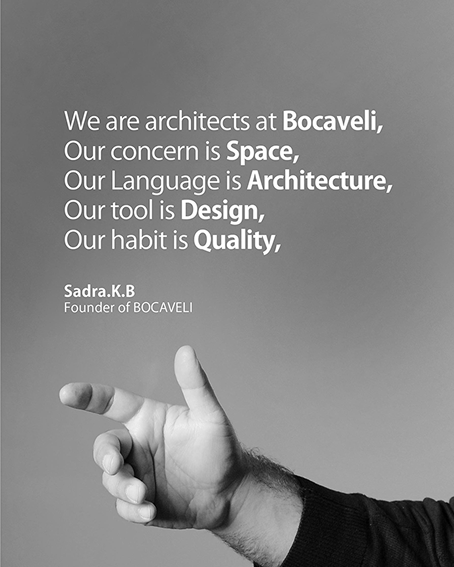 We are architects at Bocaveli,
Our concern is Space,
Our Language is Architecture,
Our tool is Design,
Our habit is Quality,
Sadra.K.B
Founder of BOCAVELI